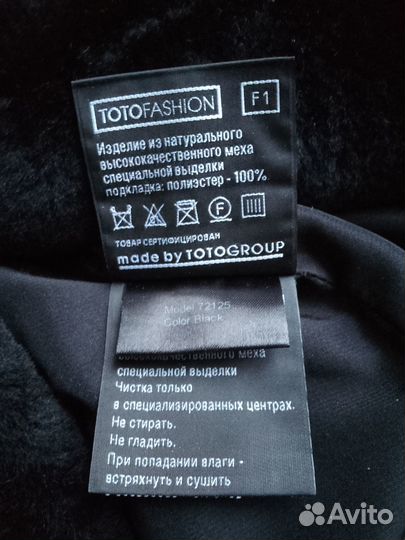 TOTOFASHION F1
Изделие из натурального
высококачественного меха
специальной выделки
подкладка: полиэстер - 100%
F
ТОВАР СЕРТИФИЦИРОВАН
made by TOTOGROUP
Model 72125
Color Black
высококачественного меха
специальной выделки
Чистка только
в специализированных центрах.
Не стирать.
Не гладить.
При попадании влаги -
встряхнуть и сушить
Avito